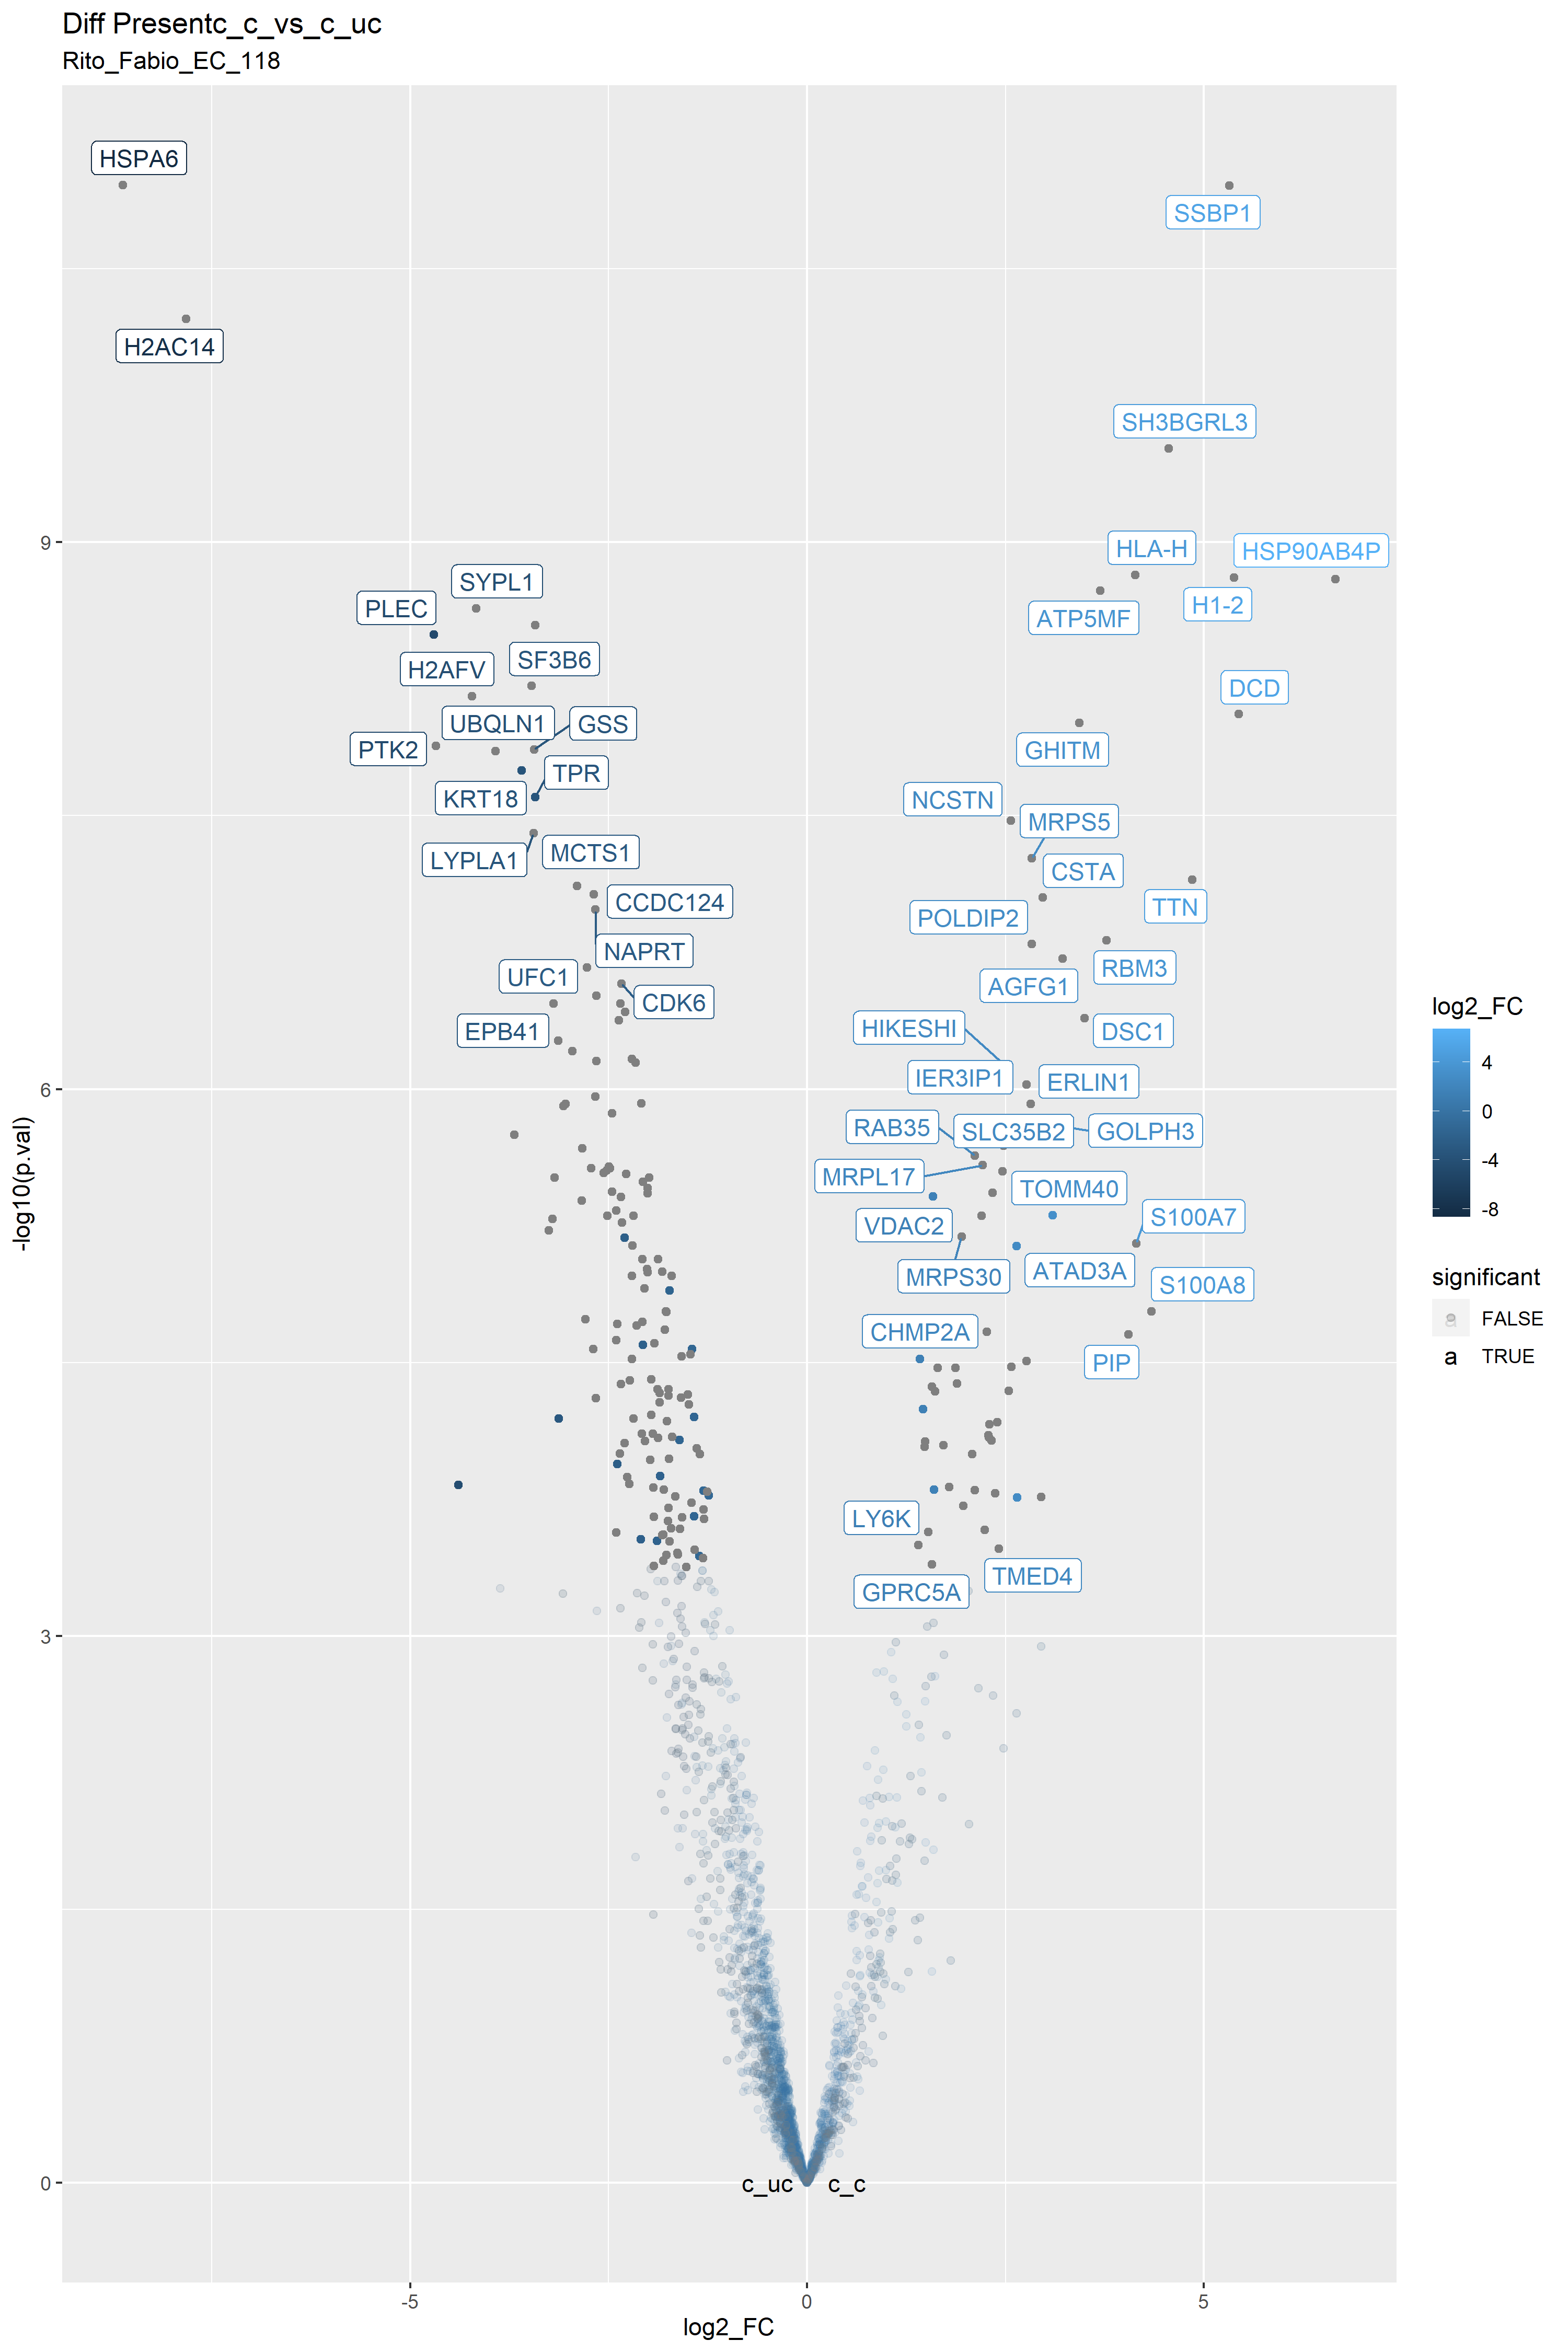 Diff Presentc_c_vs_c_uc
Rito_Fabio_EC_118
HSPA6
SSBP1
H2AC14
SH3BGRL3
9
HLA-H
HSP90AB4P
SYPL1
PLEC
H1-2
ATP5MF
SF3B6
H2AFV
DCD
UBQLN1
GSS
PTK2
GHITM
TPR
KRT18
NCSTN
MRPS5
LYPLA1
MCTS1
CSTA
CCDC124
TTN
POLDIP2
NAPRT
RBM3
UFC1
AGFG1
CDK6
EPB41
HIKESHI
DSC1
IER3IP1
ERLIN1
6
RAB35
SLC35B2
GOLPH3
MRPL17
TOMM40
VDAC2
S100A7
MRPS30
ATAD3A
S100A8
CHMP2A
PIP
LY6K
TMED4
GPRC5A
3
0
c_uc
c_c
-5
0
5
log2_FC
-log10(p.val)
log2_FC
4
0
-4
-8
significant
a
FALSE
a
TRUE